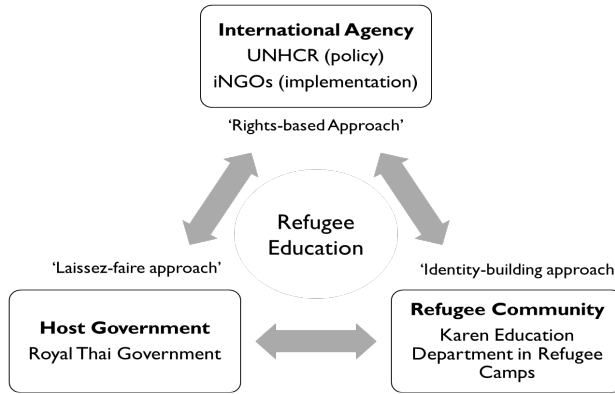 International Agency
UNHCR (policy)
iNGOs (implementation)
‘Rights-based Approach’
Refugee
Education
‘Laissez-faire approach’
‘Identity-building approach
Host Government
Royal Thai Government
Refugee Community
Karen Education
Department in Refugee
Camps